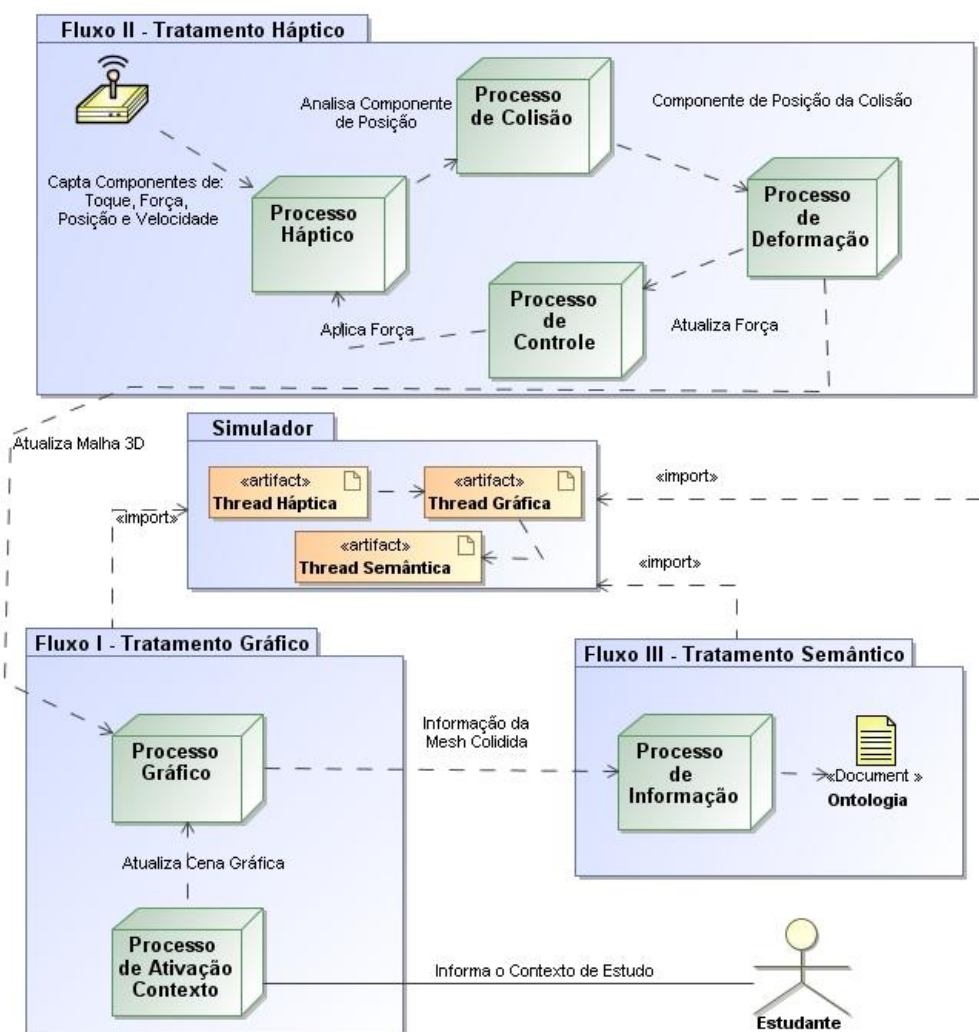 Fluxo II - Tratamento Háptico
Analisa Componente
de Posição
Processo
de Colisão
Componente de Posição da Colisão
Capta Componentes de:
Toque, Força,
Posição e Velocidade
Processo
Háptico
Processo
de
Deformação
Processo
de
Controle
Aplica Força
Atualiza Força
Atualiza Malha 3D
Simulador
«artifact»
Thread Háptica
«artifact»
Thread Gráfica
«artifact»
Thread Semântica
«import»
«import»
«import»
Fluxo I - Tratamento Gráfico
Processo
Gráfico
Atualiza Cena Gráfica
Processo
de Ativação
Contexto
Informação da
Mesh Colidida
Fluxo III - Tratamento Semântico
Processo
de
Informação
«Document »
Ontologia
Informa o Contexto de Estudo
Estudante